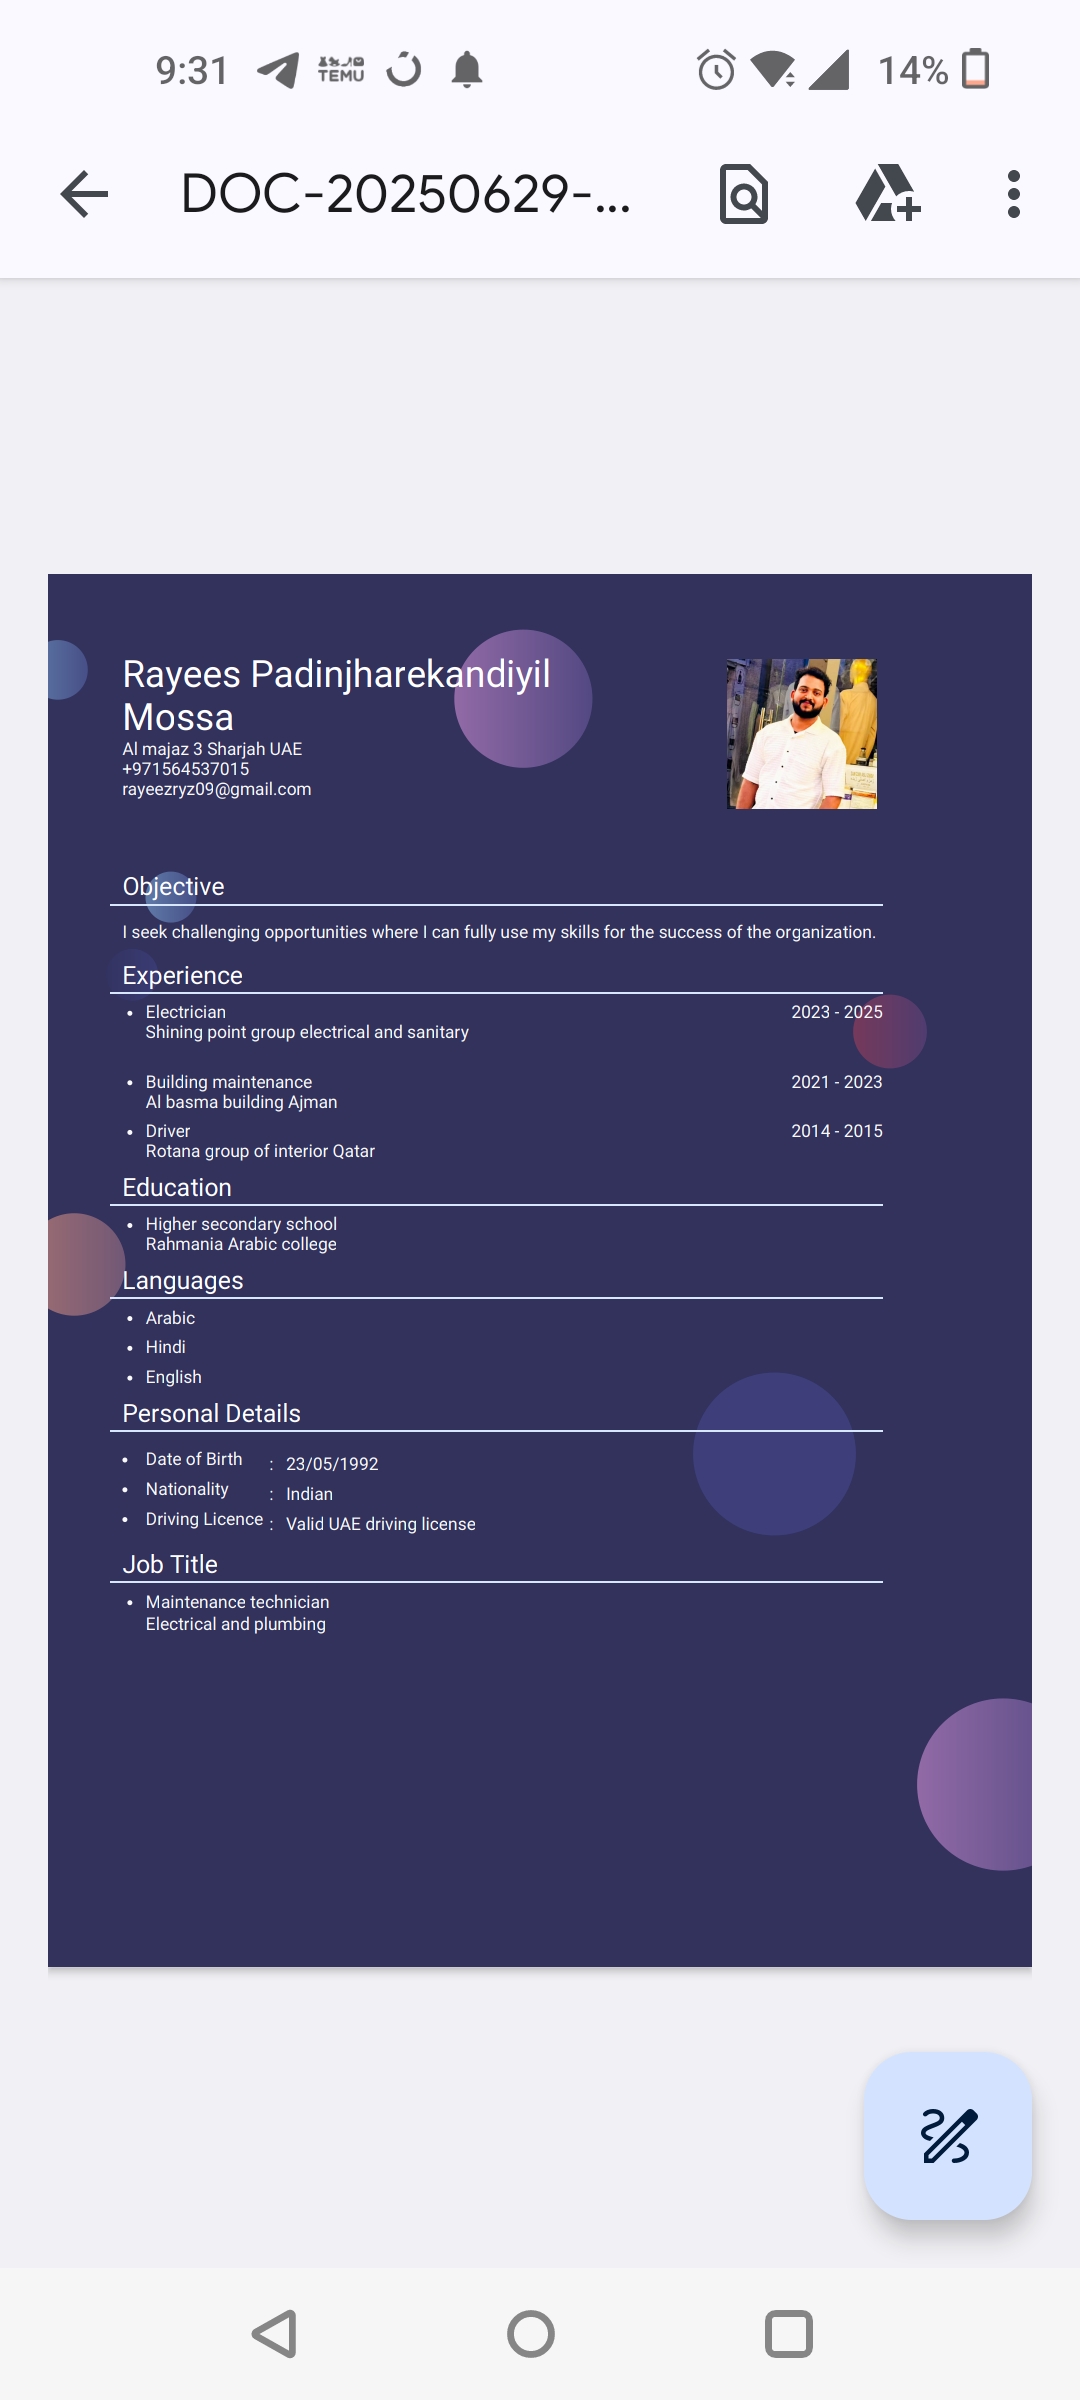 9:31
TEMU
14%
DOC-20250629-...
Rayees Padinjharekandiyil
Mossa
Al majaz 3 Sharjah UAE
+971564537015
rayeezryz09@gmail.com
Objective
I seek challenging opportunities where I can fully use my skills for the success of the organization.
Experience
• Electrician 2023 - 2025
Shining point group electrical and sanitary
• Building maintenance 2021 - 2023
Al basma building Ajman
• Driver 2014 - 2015
Rotana group of interior Qatar
Education
• Higher secondary school
Rahmania Arabic college
Languages
• Arabic
• Hindi
• English
Personal Details
• Date of Birth : 23/05/1992
• Nationality : Indian
• Driving Licence : Valid UAE driving license
Job Title
• Maintenance technician
Electrical and plumbing